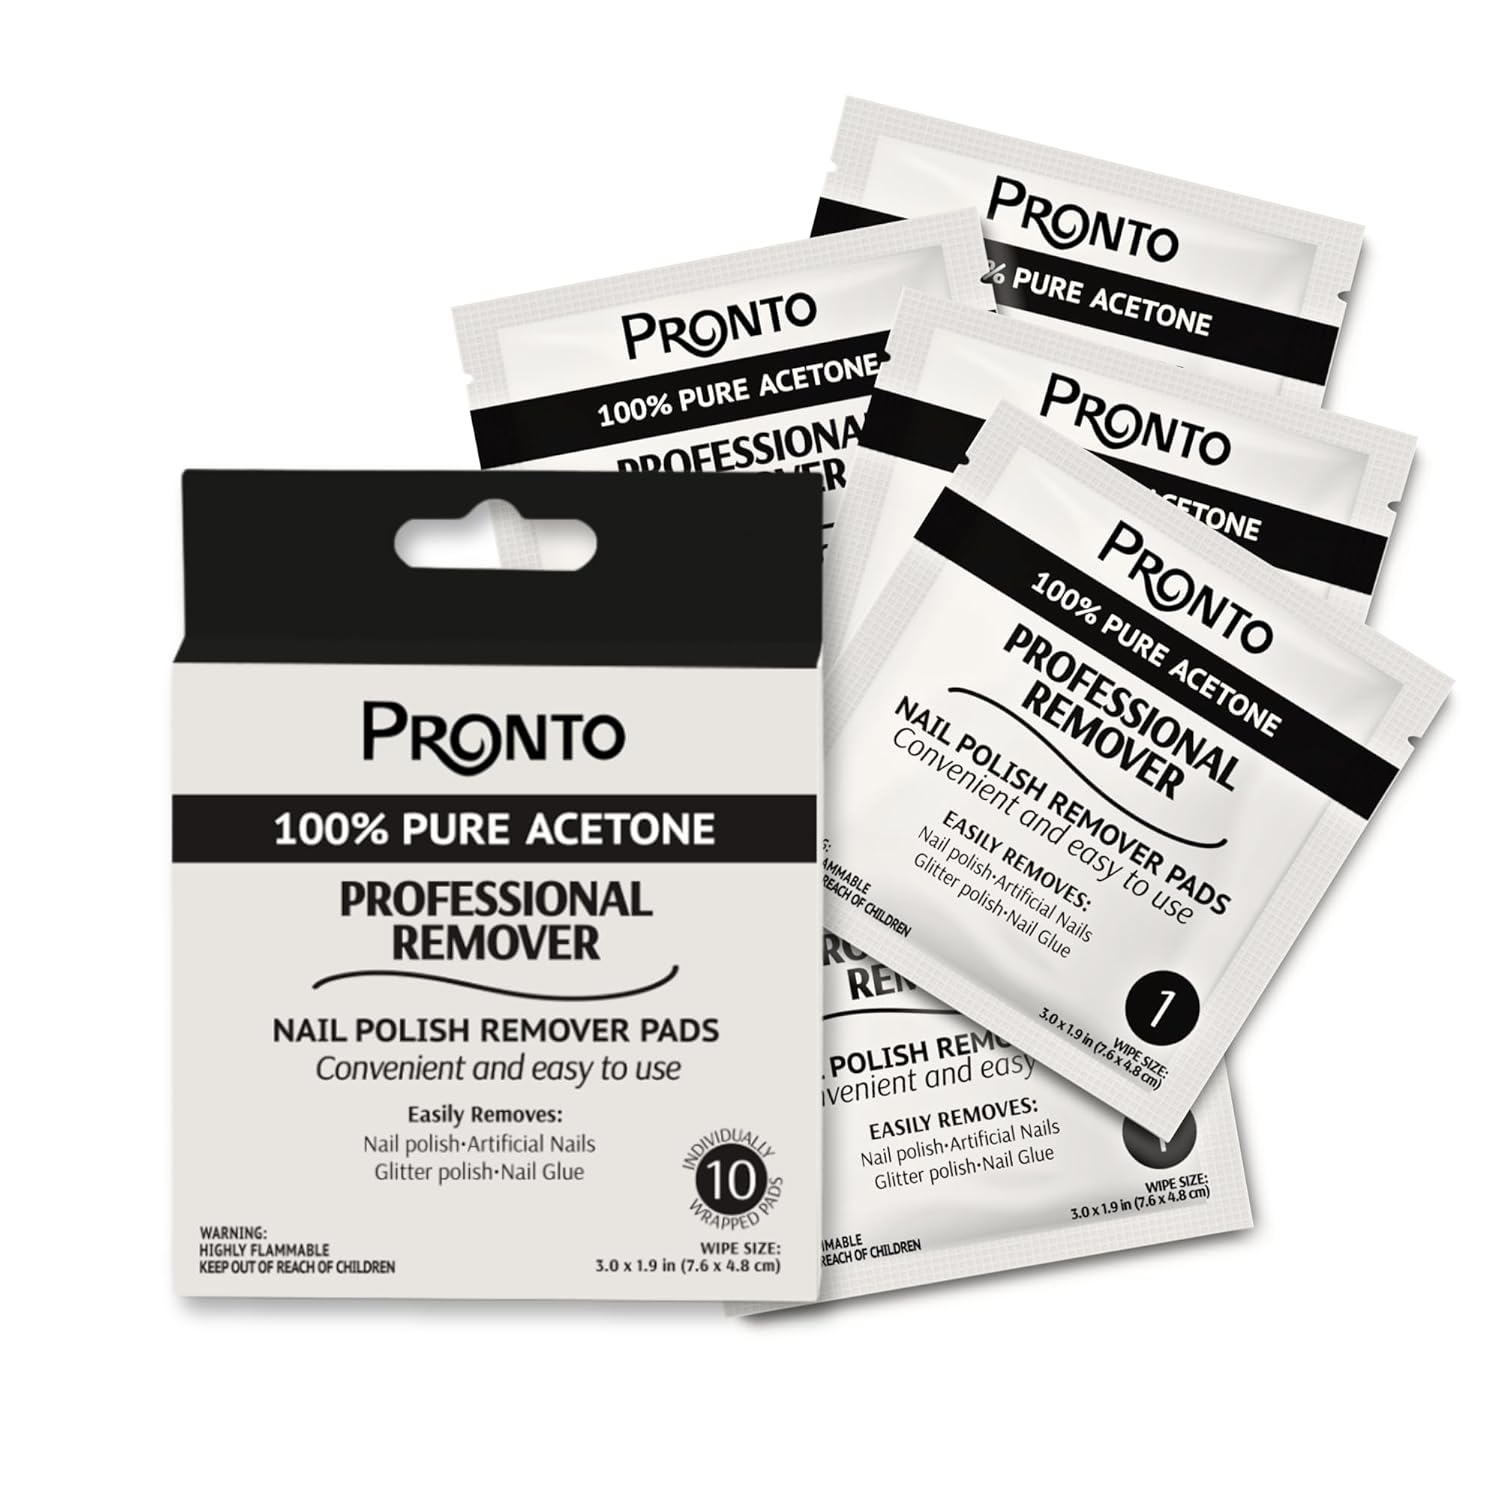 PRONTO
% PURE ACETONE
PRONTO
100% PURE ACETONE
PROFESSIONA
PRONTO
ACETONE
PRONTO
100% PURE ACETONE
PROFESSIONAL
REMOVER
NAIL POLISH REMOVER PADS
Convenient and easy to use
EASILY REMOVES:
Nail polish•Artificial Nails
Glitter polish•Nail Glue
1
WIPE SIZE:
3.0 x 1.9 in (7.6 x 4.8 cm)
REACH OF CHILDREN
POLISH REMO
and easy
EASILY REMOVES:
Nail polish•Artificial Nails
Glitter polish•Nail Glue
WIPE SIZE:
3.0 x 1.9 in (7.6 x 4.8 cm)
REACH OF CHILDREN
PRONTO
100% PURE ACETONE
PROFESSIONAL
REMOVER
NAIL POLISH REMOVER PADS
Convenient and easy to use
Easily Removes:
Nail polish•Artificial Nails
Glitter polish•Nail Glue
INDIVIDUALLY
10
WRAPPED PADS
WARNING:
HIGHLY FLAMMABLE
KEEP OUT OF REACH OF CHILDREN
WIPE SIZE:
3.0 x 1.9 in (7.6 x 4.8 cm)